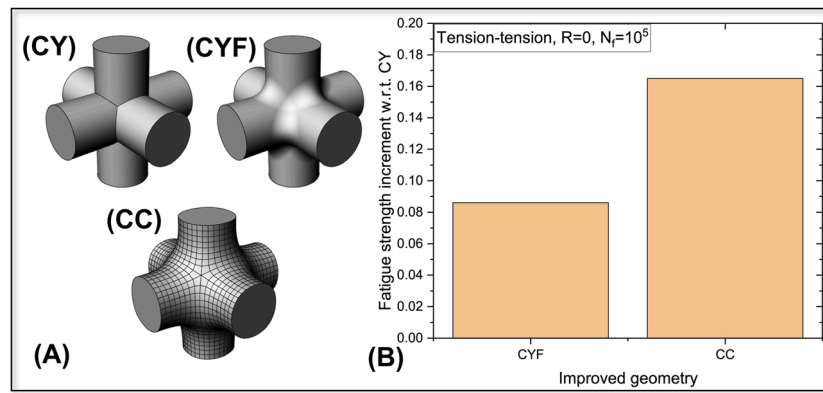 (CY)
(CYF)
(CC)
(A)
0.20
0.18
0.16
0.14
0.12
0.10
0.08
0.06
0.04
0.02
0.00
Fatigue strength increment w.r.t. CY
Tension-tension, R=0, N_f=10^5
CYF
CC
Improved geometry
(B)